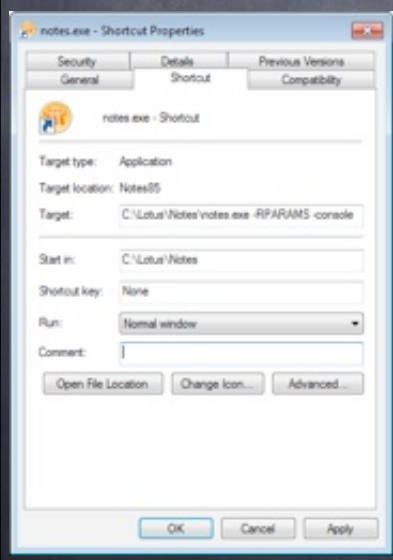 notes.exe - Shortcut Properties
Security Details Previous Versions
General Shortcut Compatibility
notes.exe - Shortcut
Target type: Application
Target location: Notes85
Target: C:\Lotus\Notes\notes.exe -RPARAMS -console
Start in: C:\Lotus\Notes
Shortcut key: None
Run: Normal window
Comment:
Open File Location Change Icon... Advanced...
OK Cancel Apply